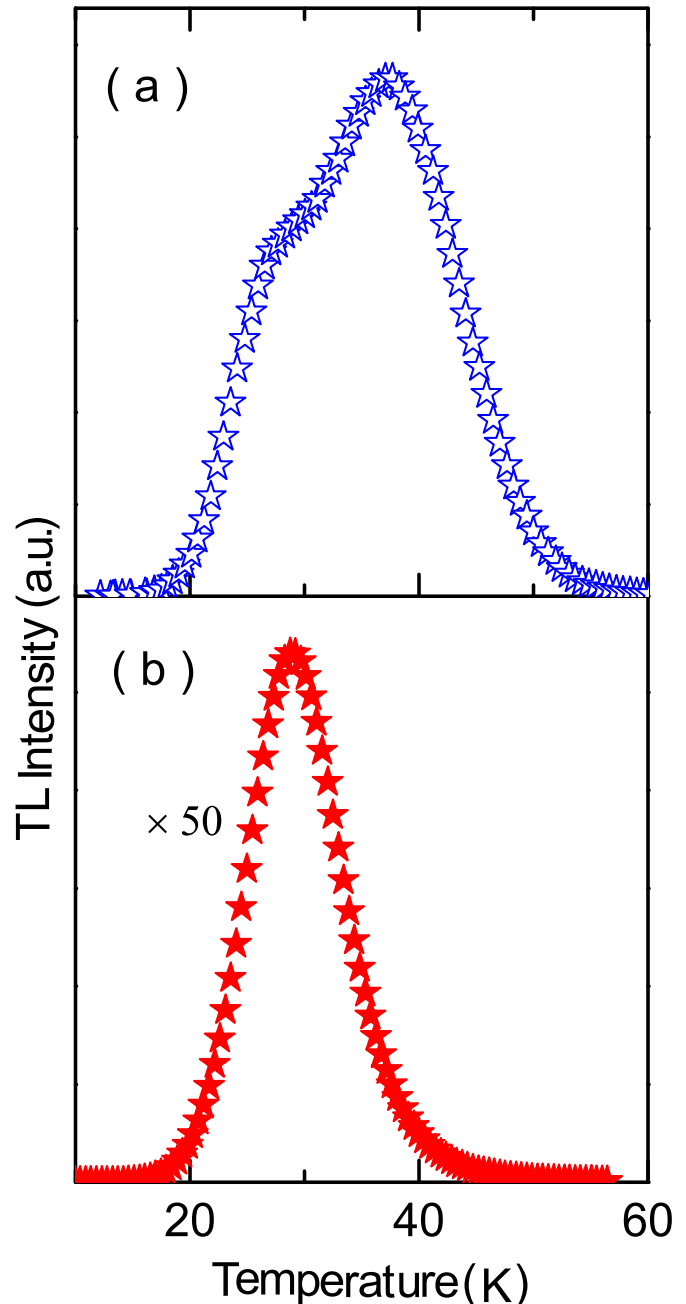 ( a )
TL Intensity (a.u.)
( b )
× 50
20 40 60
Temperature (K)